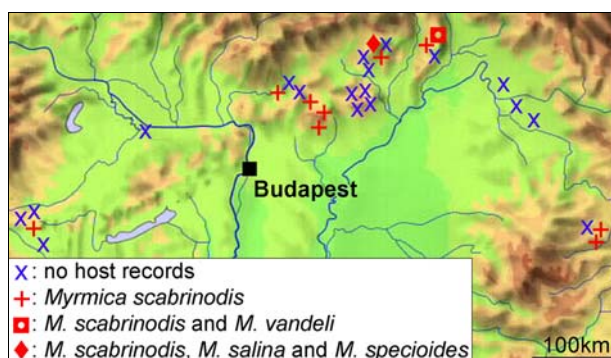 Budapest
X: no host records
+: Myrmica scabrinodis
: M. scabrinodis and M. vandeli
♦: M. scabrinodis, M. salina and M. specioides
100km